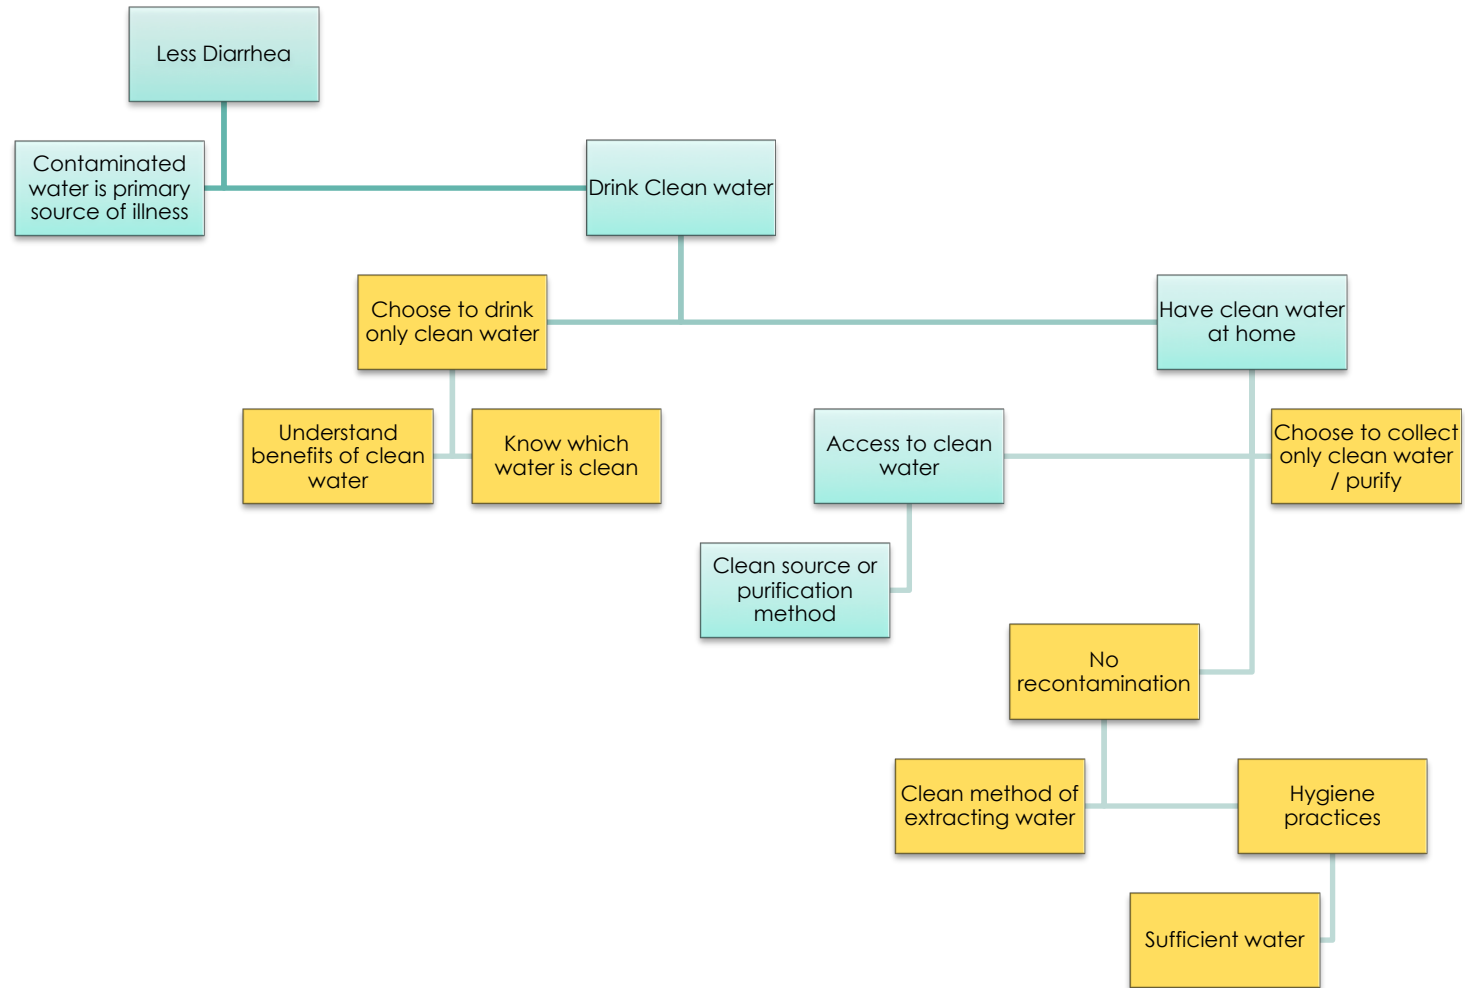 Less Diarrhea
Contaminated
water is primary
source of illness
Drink Clean water
Choose to drink
only clean water
Have clean water
at home
Understand
benefits of clean
water
Know which
water is clean
Access to clean
water
Choose to collect
only clean water
/ purify
Clean source or
purification
method
No
recontamination
Clean method of
extracting water
Hygiene
practices
Sufficient water